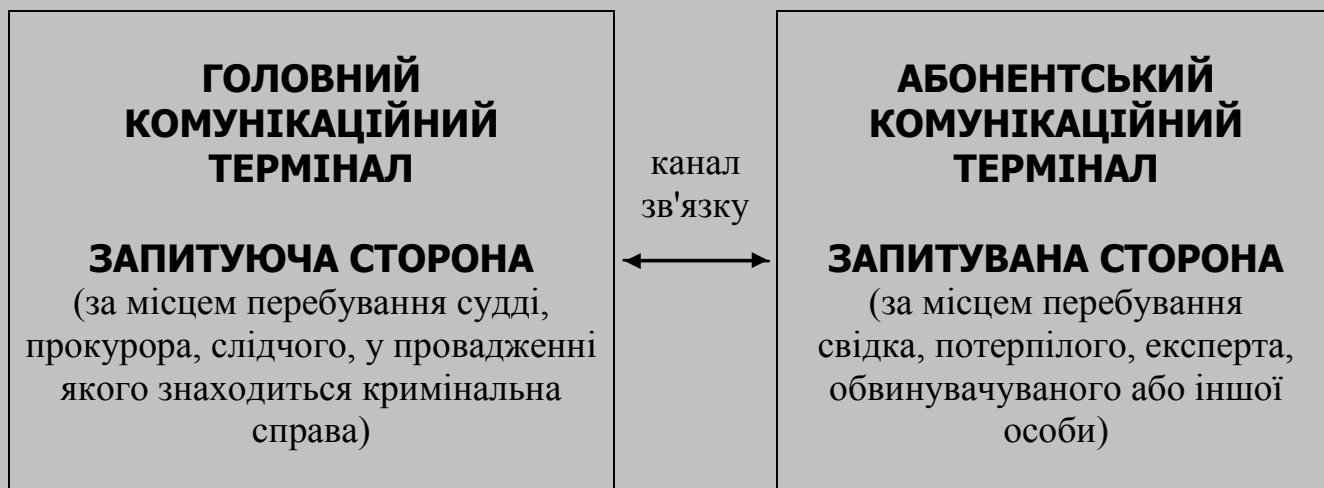 ГОЛОВНИЙ
КОМУНІКАЦІЙНИЙ
ТЕРМІНАЛ
ЗАПИТУЮЧА СТОРОНА
(за місцем перебування судді,
прокурора, слідчого, у провадженні
якого знаходиться кримінальна
справа)
канал
зв'язку
АБОНЕНТСЬКИЙ
КОМУНІКАЦІЙНИЙ
ТЕРМІНАЛ
ЗАПИТУВАНА СТОРОНА
(за місцем перебування
свідка, потерпілого, експерта,
обвинувачуваного або іншої
особи)